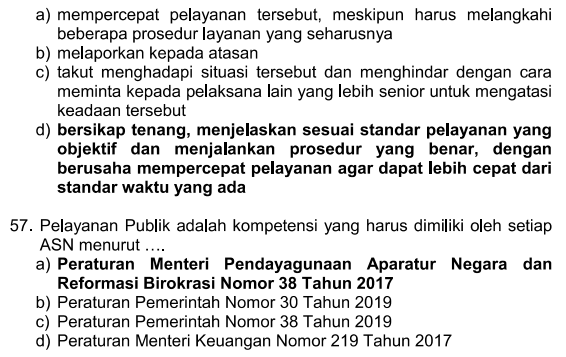 a) mempercepat pelayanan tersebut, meskipun harus melangkahi
beberapa prosedur layanan yang seharusnya
b) melaporkan kepada atasan
c) takut menghadapi situasi tersebut dan menghindar dengan cara
meminta kepada pelaksana lain yang lebih senior untuk mengatasi
keadaan tersebut
d) bersikap tenang, menjelaskan sesuai standar pelayanan yang
objektif dan menjalankan prosedur yang benar, dengan
berusaha mempercepat pelayanan agar dapat lebih cepat dari
standar waktu yang ada
57. Pelayanan Publik adalah kompetensi yang harus dimiliki oleh setiap
ASN menurut ….
a) Peraturan Menteri Pendayagunaan Aparatur Negara dan
Reformasi Birokrasi Nomor 38 Tahun 2017
b) Peraturan Pemerintah Nomor 30 Tahun 2019
c) Peraturan Pemerintah Nomor 38 Tahun 2019
d) Peraturan Menteri Keuangan Nomor 219 Tahun 2017